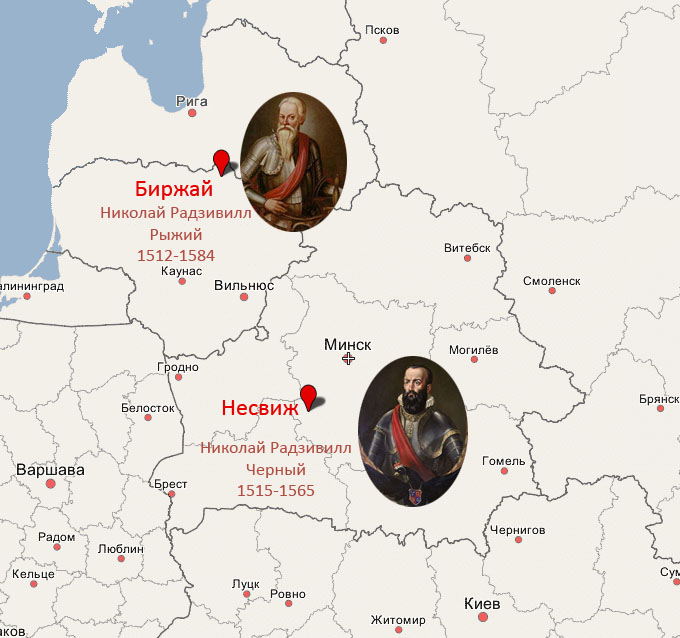 Псков
Рига
Биржай
Николай Радзивилл
Рыжий
1512-1584
Витебск
Каунас
Смоленск
алининград
Вильнюс
Минск
Могилёв
Гродно
Брянск
Белосток
Несвиж
Николай Радзивилл
Черный
1515-1565
Гомель
Варшава
Брест
Чернигов
Радом
Люблин
Кельце
Сум
Луцк
Ровно
Киев
Житомир
аков